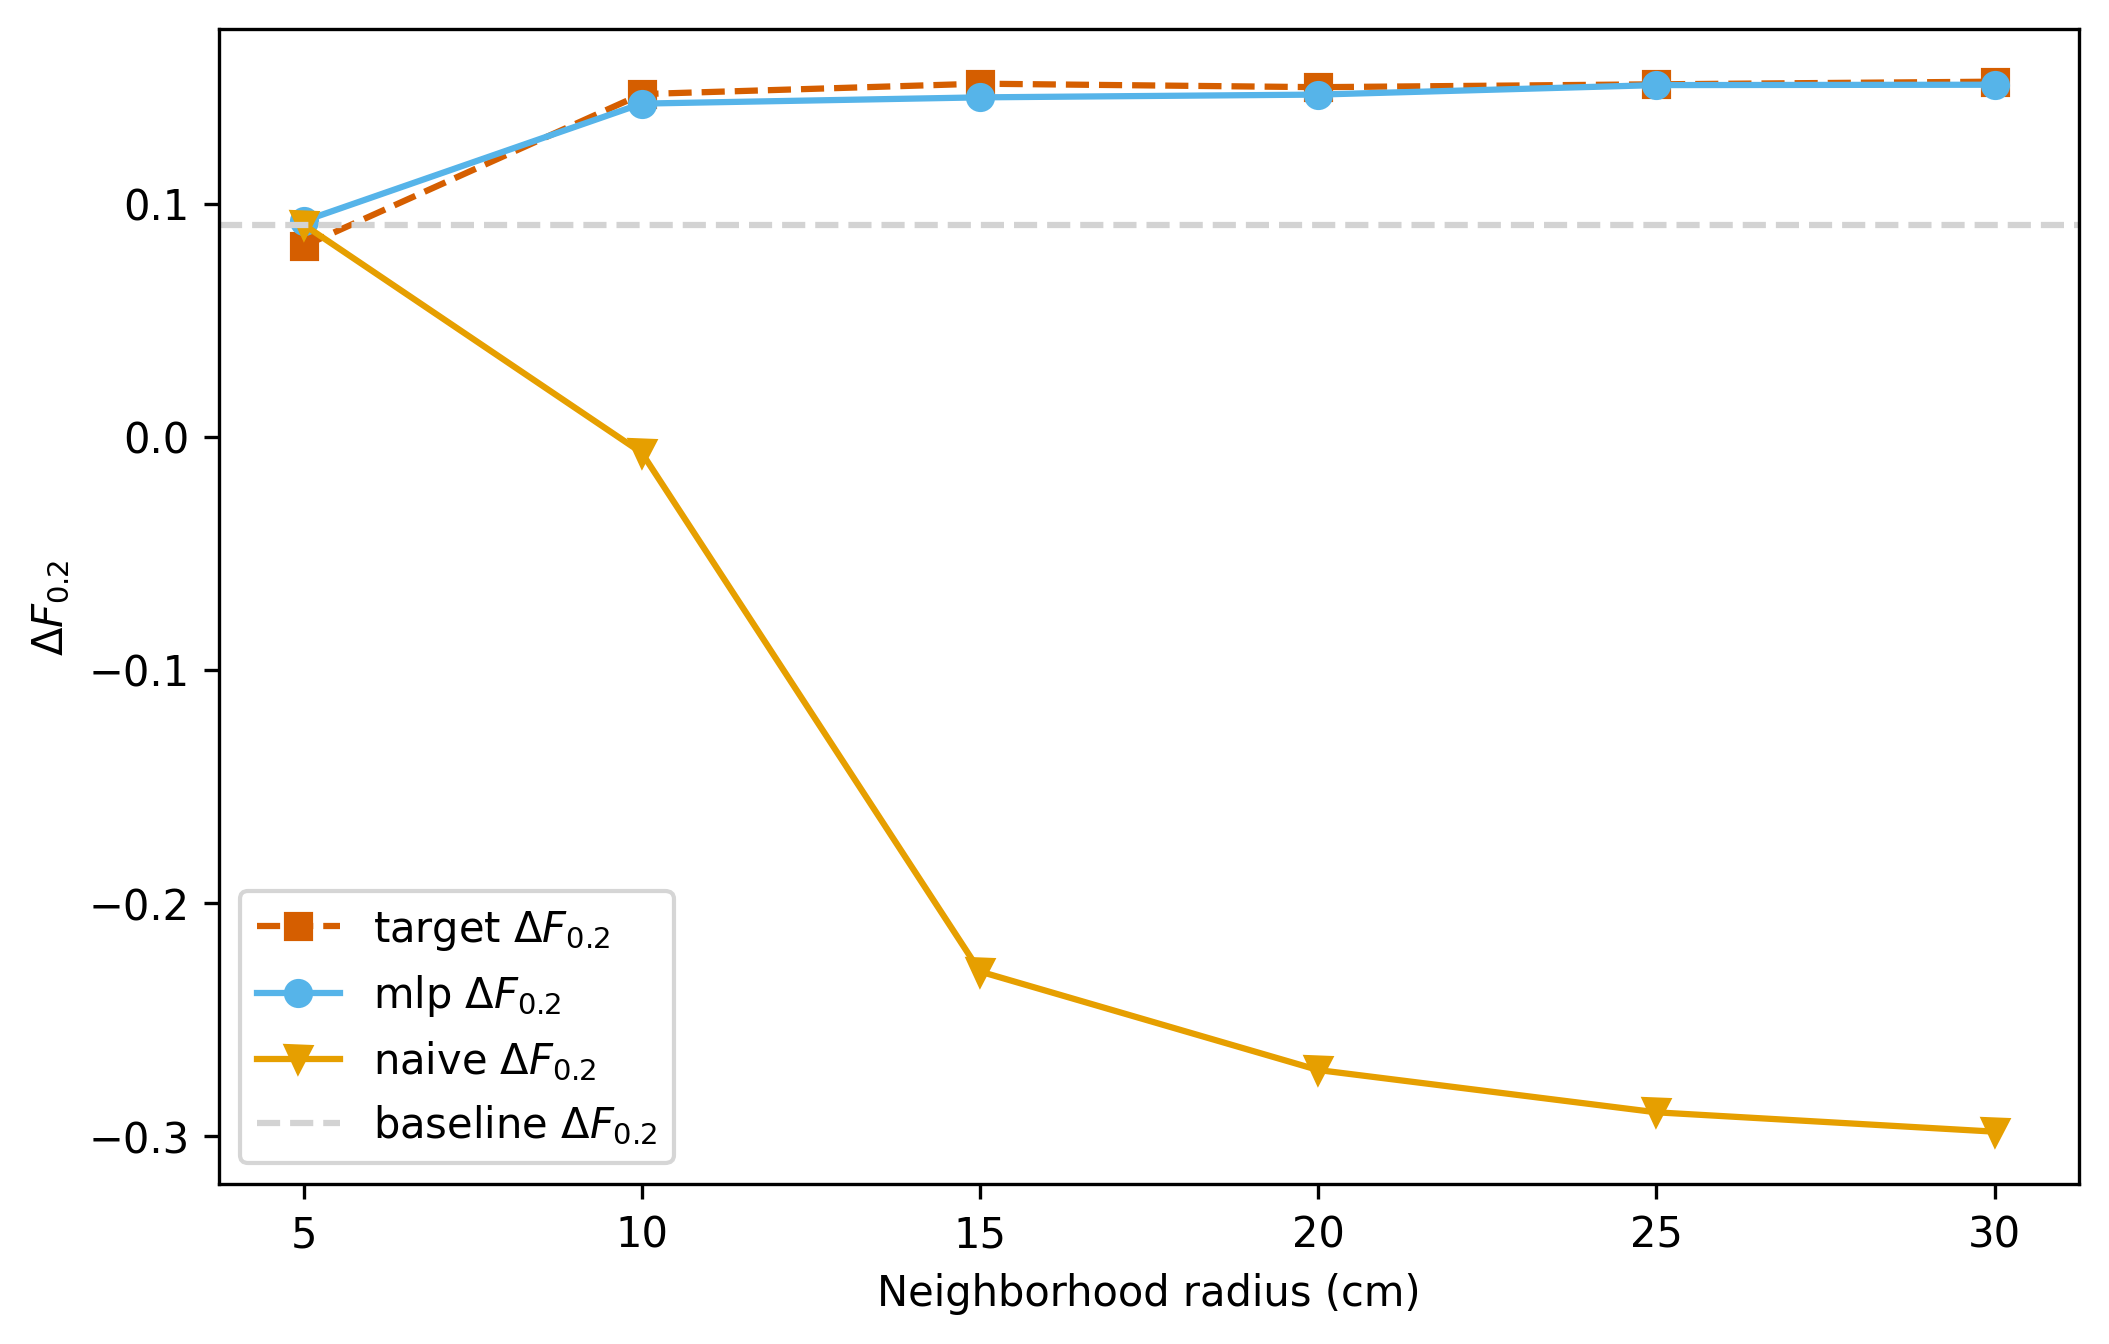 0.1
0.0
−0.1
−0.2
−0.3
ΔF0.2
target ΔF0.2
mlp ΔF0.2
naive ΔF0.2
baseline ΔF0.2
5 10 15 20 25 30
Neighborhood radius (cm)